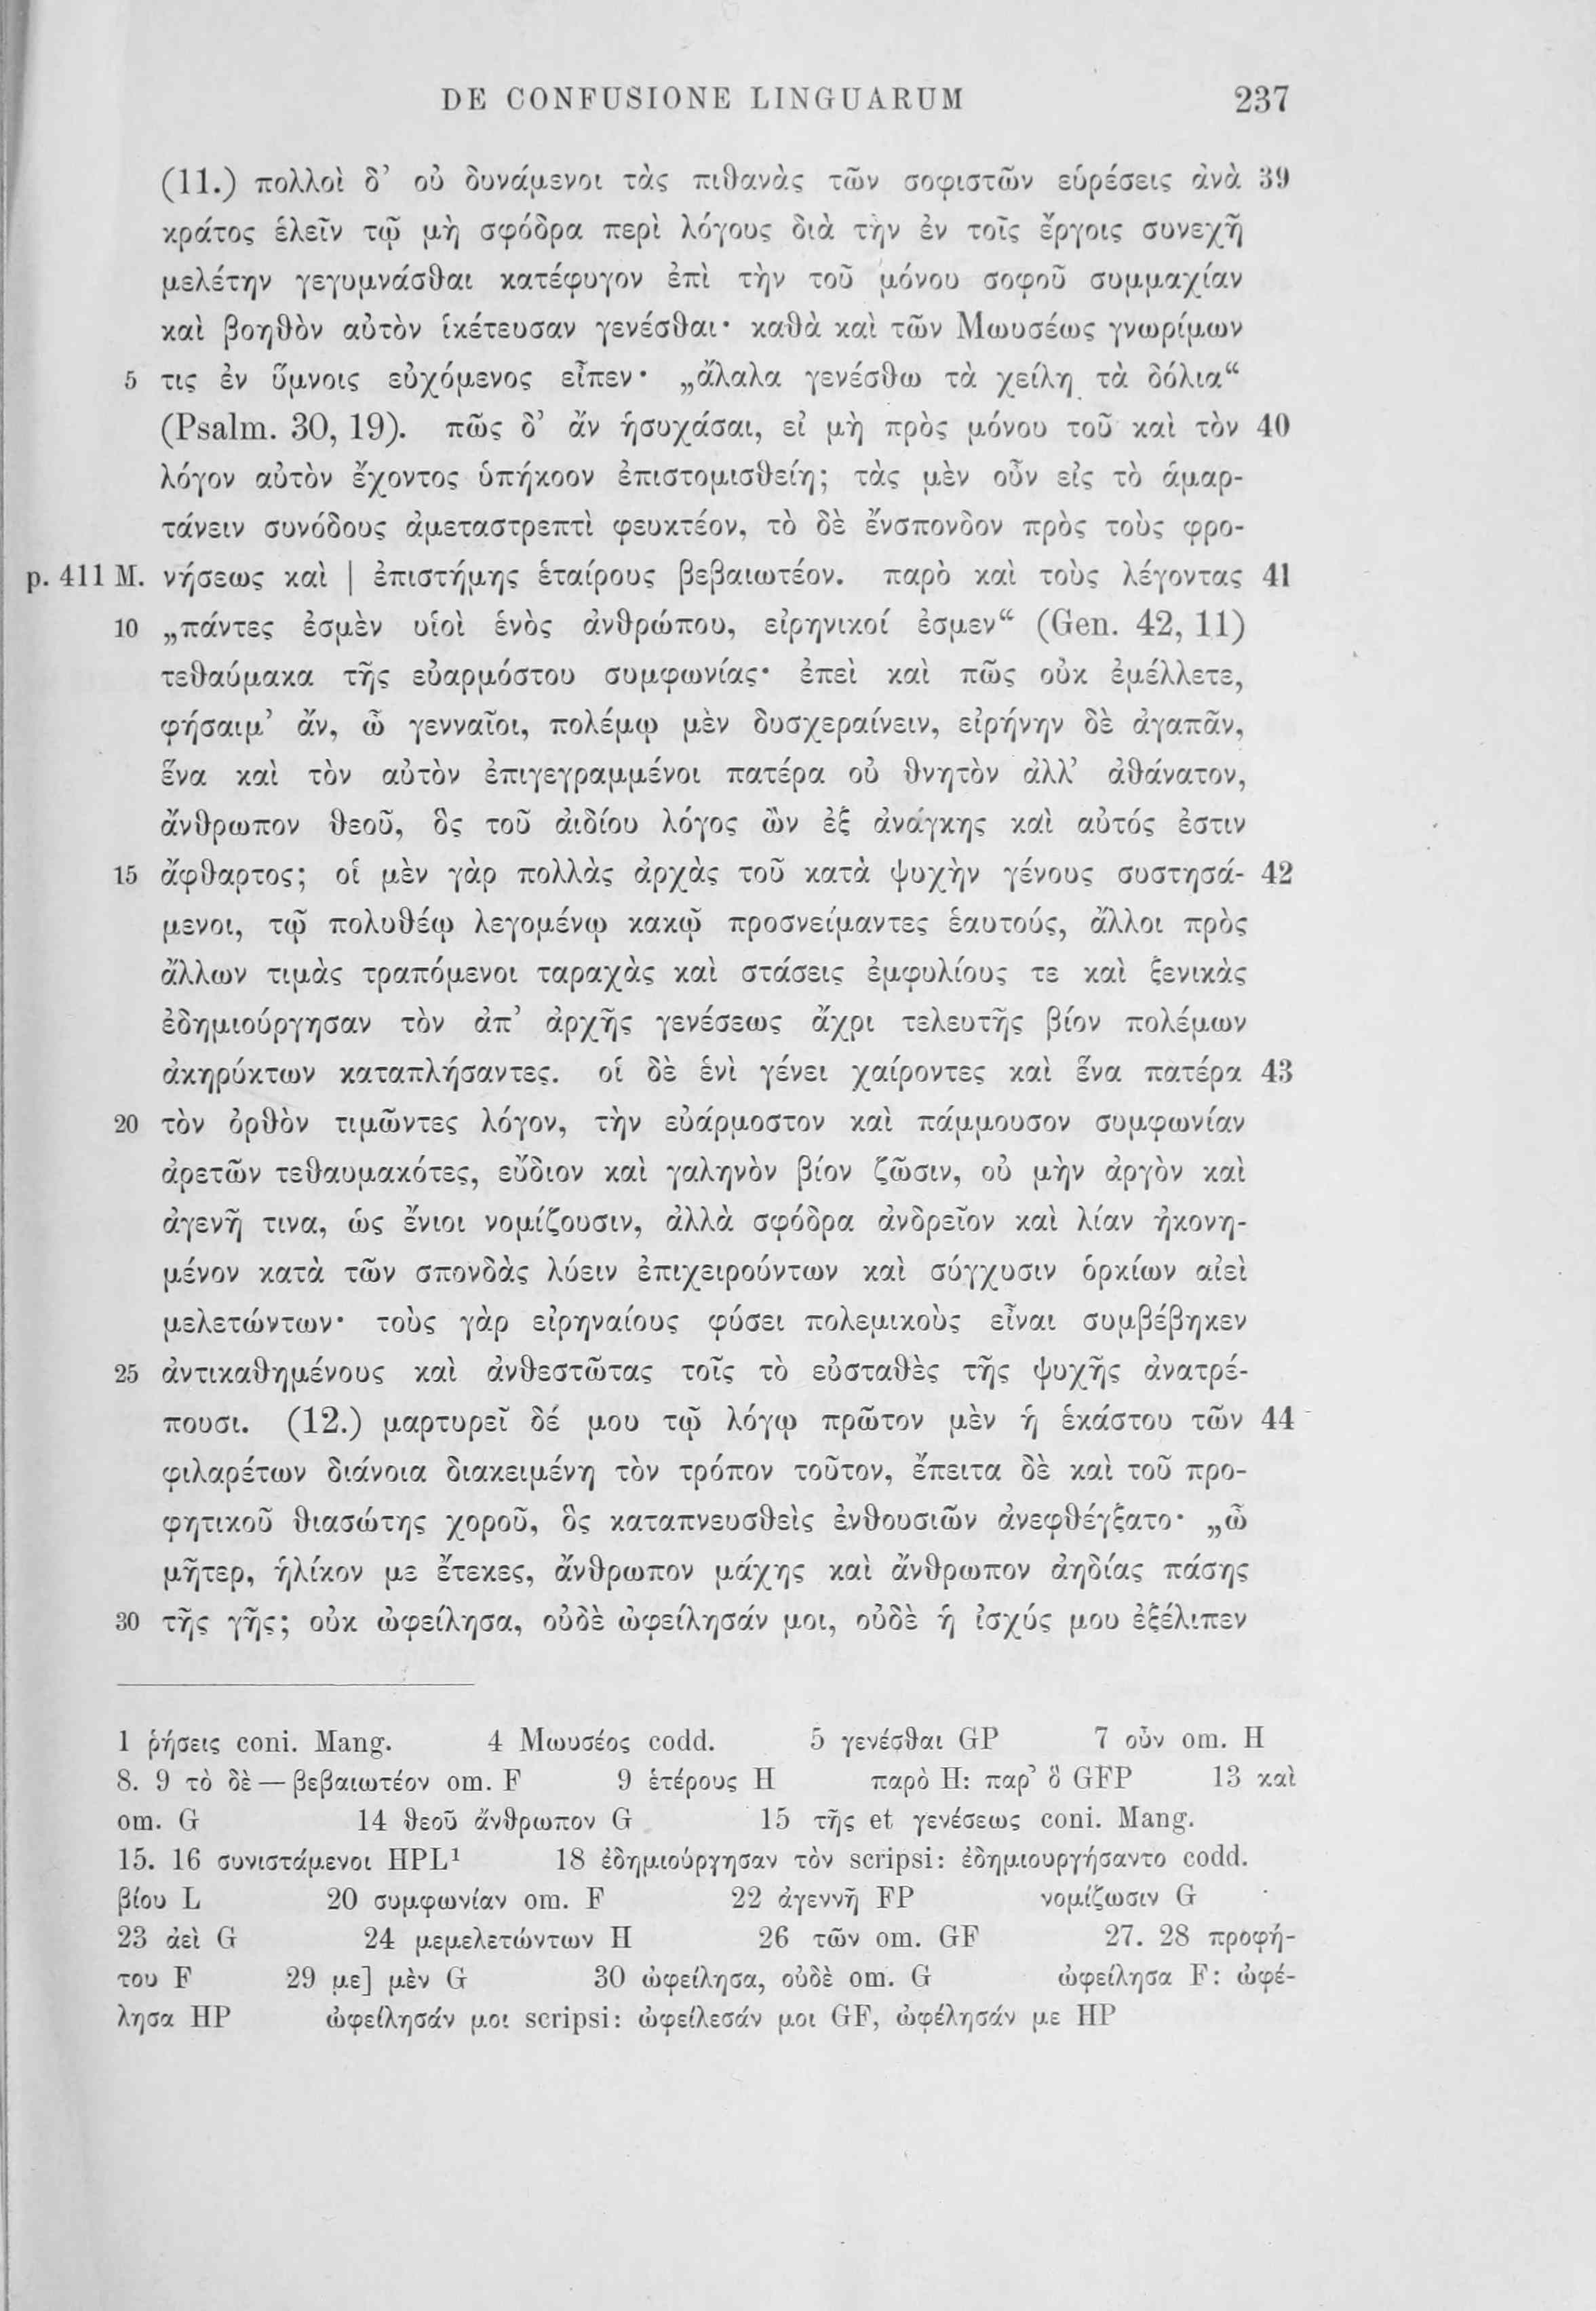 DE CONFUSIONE LINGUARUM 237
(11.) πολλοὶ δ’ οὐ δυνάμενοι τὰς πιθανὰς τῶν σοφιστῶν εὑρέσεις ἀνὰ 39
κράτος ἑλεῖν τῷ μὴ σφόδρα περὶ λόγους διὰ τὴν ἐν τοῖς ἔργοις συνεχῆ
μελέτην γεγυμνάσθαι κατέφυγον ἐπὶ τὴν τοῦ μόνου σοφοῦ συμμαχίαν
καὶ βοηθὸν αὐτὸν ἱκέτευσαν γενέσθαι· καθὰ καὶ τῶν Μωυσέως γνωρίμων
5 τις ἐν ὕμνοις εὐχόμενος εἶπεν· „ἄλαλα γενέσθω τὰ χείλη τὰ δόλια“
(Psalm. 30, 19). πῶς δ’ ἂν ἡσυχάσαι, εἰ μὴ πρὸς μόνου τοῦ καὶ τὸν 40
λόγον αὐτὸν ἔχοντος ὑπήκοον ἐπιστομισθείη; τὰς μὲν οὖν εἰς τὸ ἁμαρ-
τάνειν συνόδους ἀμεταστρεπτὶ φευκτέον, τὸ δὲ ἔνσπονδον πρὸς τοὺς φρο-
p. 411 M. νήσεως καὶ | ἐπιστήμης ἑταίρους βεβαιωτέον. παρὸ καὶ τοὺς λέγοντας 41
10 „πάντες ἐσμὲν υἱοὶ ἑνὸς ἀνθρώπου, εἰρηνικοί ἐσμεν“ (Gen. 42, 11)
τεθαύμακα τῆς εὐαρμόστου συμφωνίας· ἐπεὶ καὶ πῶς οὐκ ἐμέλλετε,
φήσαιμ’ ἄν, ὦ γενναῖοι, πολέμῳ μὲν δυσχεραίνειν, εἰρήνην δὲ ἀγαπᾶν,
ἕνα καὶ τὸν αὐτὸν ἐπιγεγραμμένοι πατέρα οὐ θνητὸν ἀλλ’ ἀθάνατον,
ἄνθρωπον θεοῦ, ὃς τοῦ ἀιδίου λόγος ὢν ἐξ ἀνάγκης καὶ αὐτός ἐστιν
15 ἄφθαρτος; οἱ μὲν γὰρ πολλὰς ἀρχὰς τοῦ κατὰ ψυχὴν γένους συστησά- 42
μενοι, τῷ πολυθέῳ λεγομένῳ κακῷ προσνείμαντες ἑαυτούς, ἄλλοι πρὸς
ἄλλων τιμὰς τραπόμενοι ταραχὰς καὶ στάσεις ἐμφυλίους τε καὶ ξενικὰς
ἐδημιούργησαν τὸν ἀπ’ ἀρχῆς γενέσεως ἄχρι τελευτῆς βίον πολέμων
ἀκηρύκτων καταπλήσαντες. οἱ δὲ ἑνὶ γένει χαίροντες καὶ ἕνα πατέρα 43
20 τὸν ὀρθὸν τιμῶντες λόγον, τὴν εὐάρμοστον καὶ πάμμουσον συμφωνίαν
ἀρετῶν τεθαυμακότες, εὔδιον καὶ γαληνὸν βίον ζῶσιν, οὐ μὴν ἀργὸν καὶ
ἀγενῆ τινα, ὡς ἔνιοι νομίζουσιν, ἀλλὰ σφόδρα ἀνδρεῖον καὶ λίαν ἠκονη-
μένον κατὰ τῶν σπονδὰς λύειν ἐπιχειρούντων καὶ σύγχυσιν ὁρκίων αἰεὶ
μελετώντων· τοὺς γὰρ εἰρηναίους φύσει πολεμικοὺς εἶναι συμβέβηκεν
25 ἀντικαθημένους καὶ ἀνθεστῶτας τοῖς τὸ εὐσταθὲς τῆς ψυχῆς ἀνατρέ-
πουσι. (12.) μαρτυρεῖ δέ μου τῷ λόγῳ πρῶτον μὲν ἡ ἑκάστου τῶν 44
φιλαρέτων διάνοια διακειμένη τὸν τρόπον τοῦτον, ἔπειτα δὲ καὶ τοῦ προ-
φητικοῦ θιασώτης χοροῦ, ὃς καταπνευσθεὶς ἐνθουσιῶν ἀνεφθέγξατο· „ὦ
μῆτερ, ἡλίκον με ἔτεκες, ἄνθρωπον μάχης καὶ ἄνθρωπον ἀηδίας πάσης
30 τῆς γῆς; οὐκ ὠφείλησα, οὐδὲ ὠφείλησάν μοι, οὐδὲ ἡ ἰσχύς μου ἐξέλιπεν
1 ῥήσεις coni. Mang. 4 Μωυσέος codd. 5 γενέσθαι GP 7 οὖν om. H
8. 9 τὸ δὲ — βεβαιωτέον om. F 9 ἑτέρους H παρὸ H: παρ’ ὃ GFP 13 καὶ
om. G 14 θεοῦ ἄνθρωπον G 15 τῆς et γενέσεως coni. Mang.
15. 16 συνιστάμενοι HPL¹ 18 ἐδημιούργησαν τὸν scripsi: ἐδημιουργήσαντο codd.
βίου L 20 συμφωνίαν om. F 22 ἀγεννῆ FP νομίζωσιν G
23 ἀεὶ G 24 μεμελετώντων H 26 τῶν om. GF 27. 28 προφή-
του F 29 με] μὲν G 30 ὠφείλησα, οὐδὲ om. G ὠφείλησα F: ὠφέ-
λησα HP ὠφείλησάν μοι scripsi: ὠφείλεσάν μοι GF, ὠφέλησάν με HP